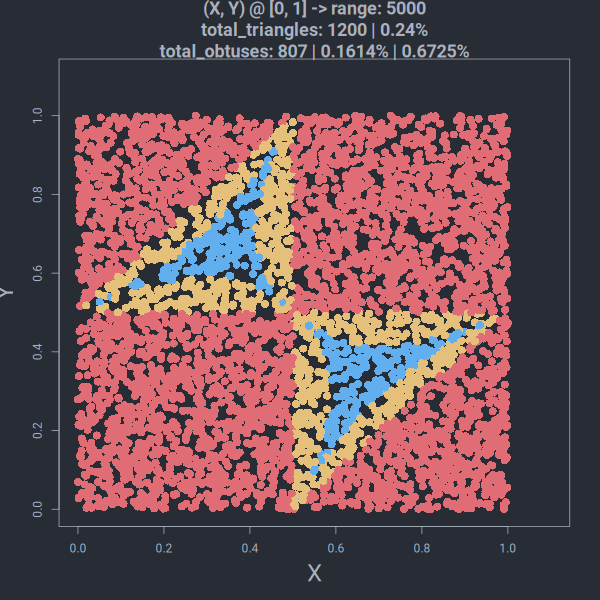 (X, Y) @ [0, 1] -> range: 5000
total_triangles: 1200 | 0.24%
total_obtuses: 807 | 0.1614% | 0.6725%
1.0
0.8
0.6
0.4
0.2
0.0
Y
0.0 0.2 0.4 0.6 0.8 1.0
X